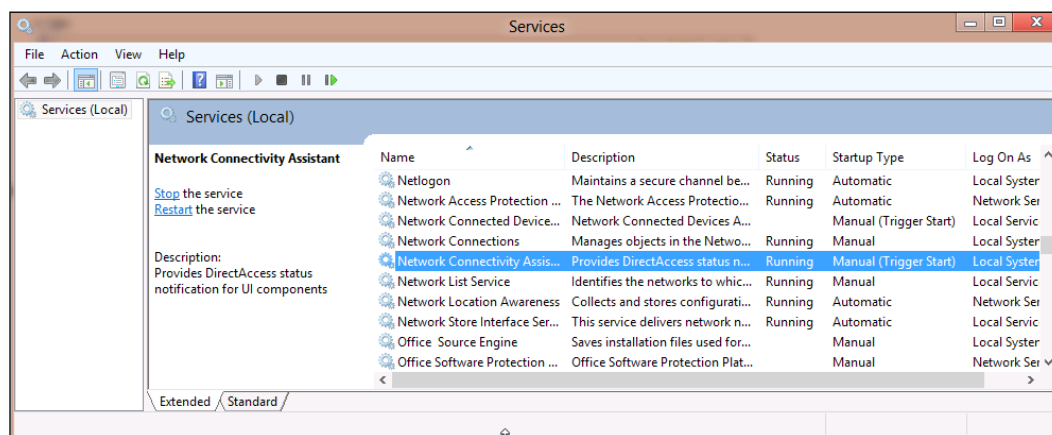 Services
File Action View Help
Services (Local)
Services (Local)
Network Connectivity Assistant
Stop the service
Restart the service
Description:
Provides DirectAccess status
notification for UI components
Name Description Status Startup Type Log On As
Netlogon Maintains a secure channel be... Running Automatic Local System
Network Access Protection ... The Network Access Protectio... Running Automatic Network Ser
Network Connected Device... Network Connected Devices A... Manual (Trigger Start) Local Servic
Network Connections Manages objects in the Netwo... Running Manual Local System
Network Connectivity Assis... Provides DirectAccess status n... Running Manual (Trigger Start) Local System
Network List Service Identifies the networks to whic... Running Manual Local Servic
Network Location Awareness Collects and stores configurati... Running Automatic Network Ser
Network Store Interface Ser... This service delivers network n... Running Automatic Local Servic
Office Source Engine Saves installation files used for... Manual Local System
Office Software Protection ... Office Software Protection Plat... Manual Network Ser
Extended Standard